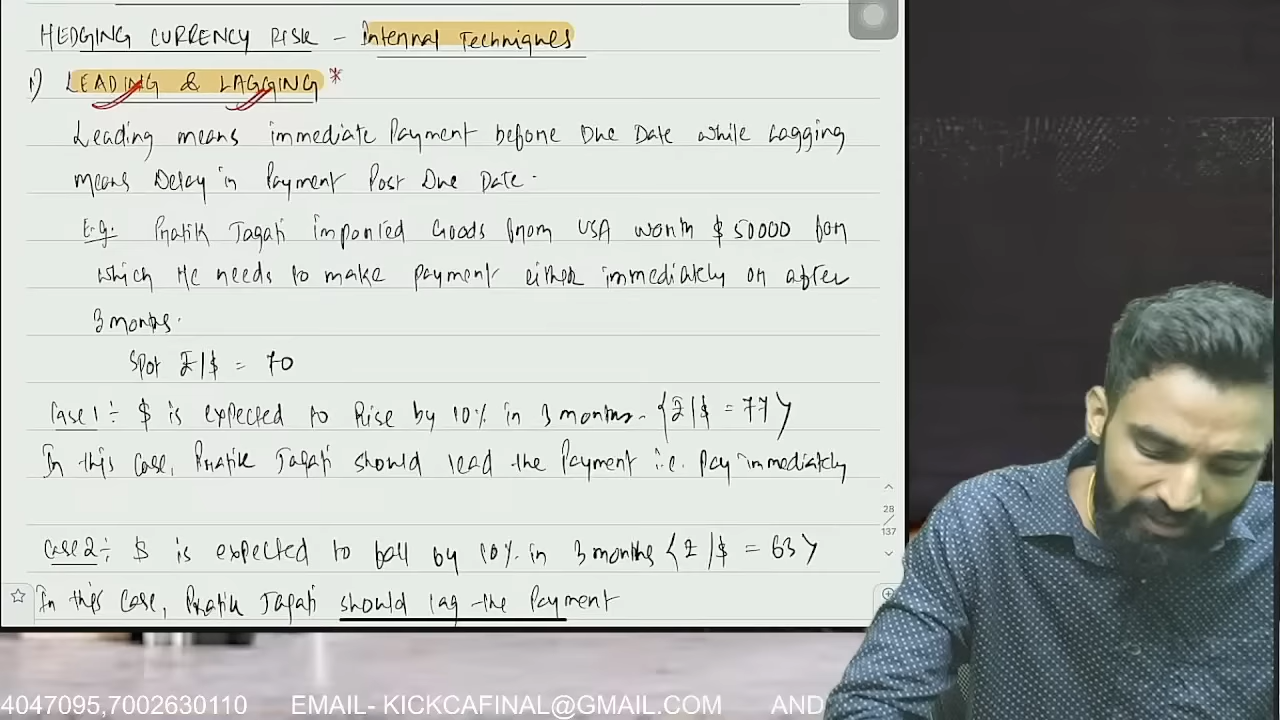 HEDGING CURRENCY RISK - Internal Techniques
1) LEADING & LAGGING *
Leading means immediate Payment before Due Date while Lagging
means Delay in Payment Post Due Date.
E.g. Pratik Jagati imported Goods from USA worth $ 50000 for
which He needs to make payment either immediately or after
3 months.
Spot ₹|$ = 70
Case 1 ÷ $ is expected to Rise by 10% in 3 months - {₹|$ = 77}
In this Case, Pratik Jagati should lead the Payment i.e. Pay immediately
28
/
137
Case 2 ÷ $ is expected to fall by 10% in 3 months {₹|$ = 63}
In this Case, Pratik Jagati should lag the Payment
4047095,7002630110 EMAIL- KICKCAFINAL@GMAIL.COM AND